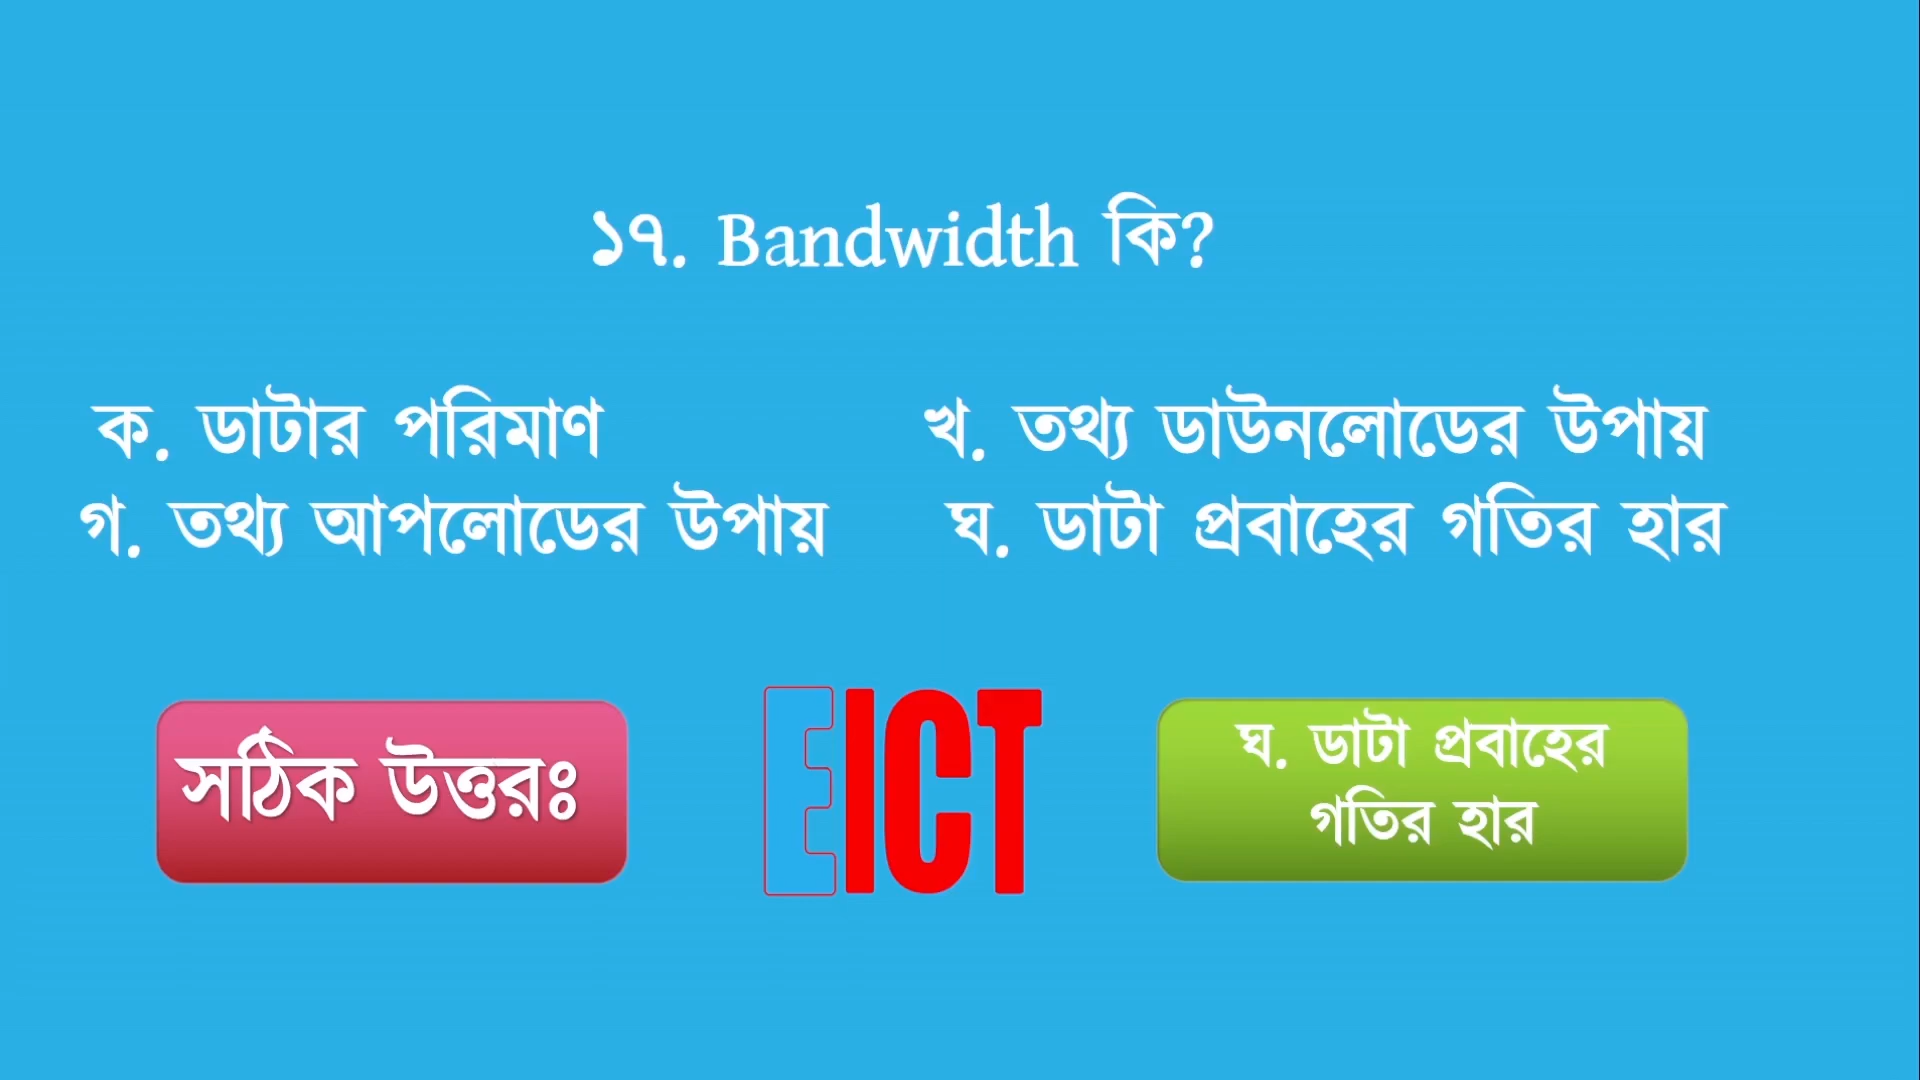 ১৭. Bandwidth কি?
ক. ডাটার পরিমাণ খ. তথ্য ডাউনলোডের উপায়
গ. তথ্য আপলোডের উপায় ঘ. ডাটা প্রবাহের গতির হার
সঠিক উত্তরঃ
EICT
ঘ. ডাটা প্রবাহের
গতির হার